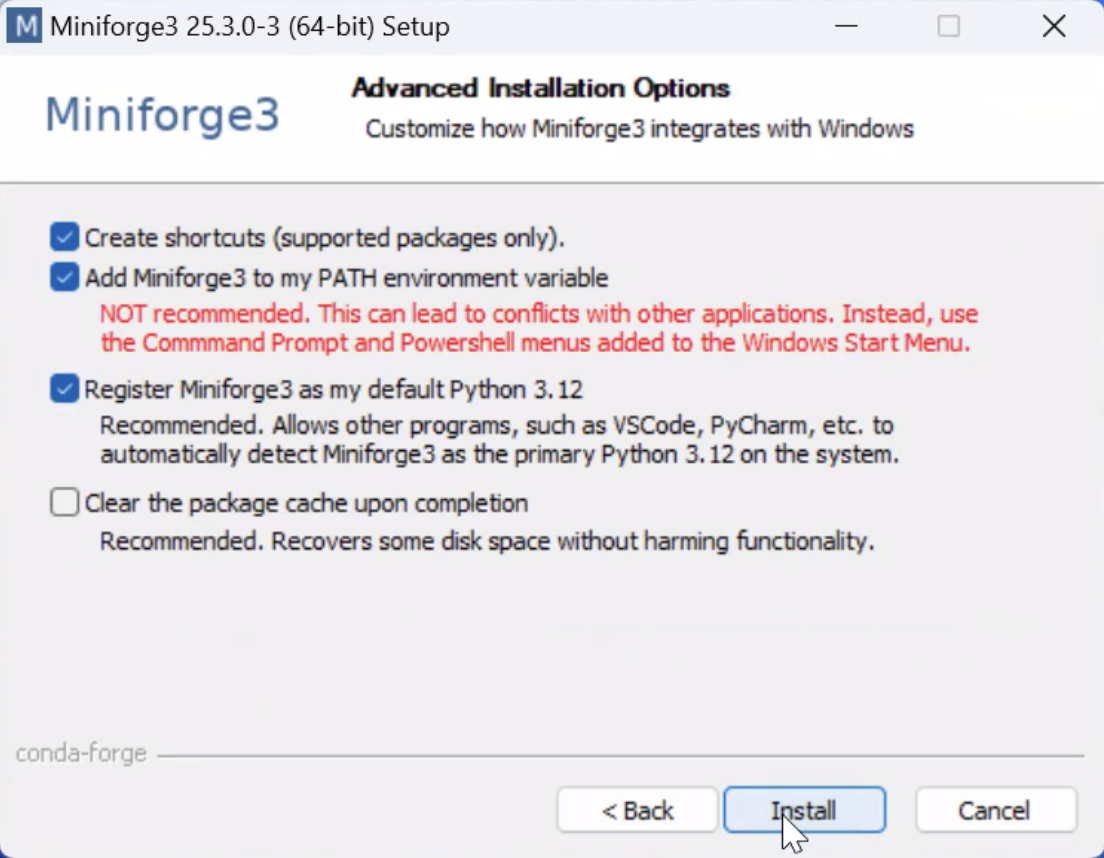 M Miniforge3 25.3.0-3 (64-bit) Setup
Miniforge3
Advanced Installation Options
Customize how Miniforge3 integrates with Windows
Create shortcuts (supported packages only).
Add Miniforge3 to my PATH environment variable
NOT recommended. This can lead to conflicts with other applications. Instead, use
the Commmand Prompt and Powershell menus added to the Windows Start Menu.
Register Miniforge3 as my default Python 3.12
Recommended. Allows other programs, such as VSCode, PyCharm, etc. to
automatically detect Miniforge3 as the primary Python 3.12 on the system.
Clear the package cache upon completion
Recommended. Recovers some disk space without harming functionality.
conda-forge
< Back Install Cancel